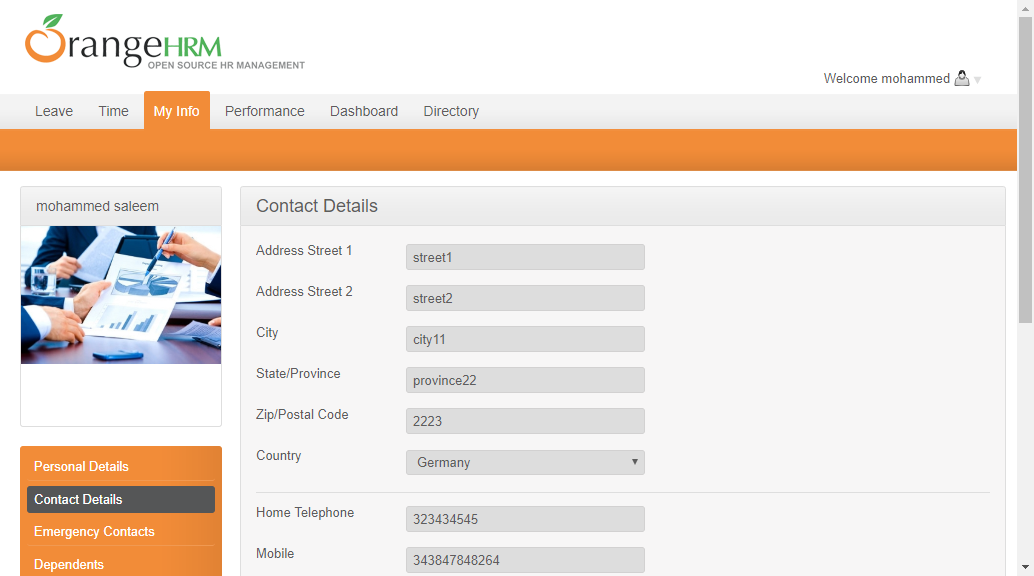 OrangeHRM
OPEN SOURCE HR MANAGEMENT
Welcome mohammed
Leave Time My Info Performance Dashboard Directory
mohammed saleem
Contact Details
Address Street 1 street1
Address Street 2 street2
City city11
State/Province province22
Zip/Postal Code 2223
Country Germany
Home Telephone 323434545
Mobile 343847848264
Personal Details
Contact Details
Emergency Contacts
Dependents